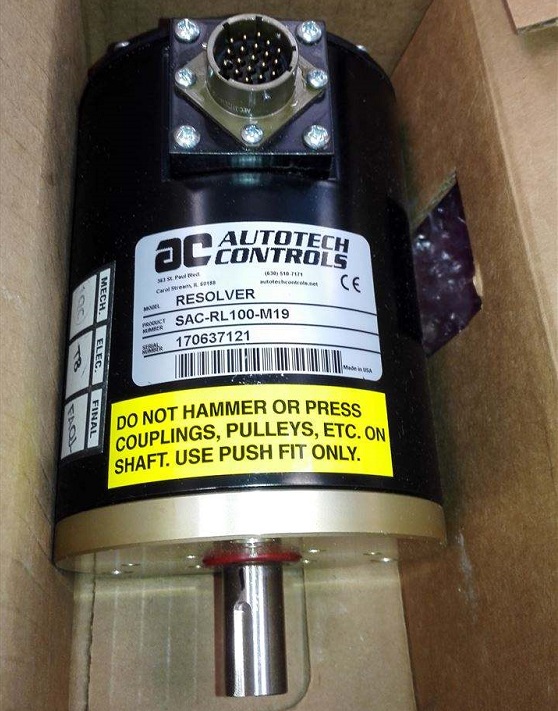 ac AUTOTECH
CONTROLS
363 St. Paul Blvd.
Carol Stream, IL 60188
(630) 510-7121
autotechcontrols.net
CE
MODEL RESOLVER
PRODUCT NUMBER SAC-RL100-M19
SERIAL NUMBER 170637121
Made in USA
MECH.
ELEC.
FINAL
DO NOT HAMMER OR PRESS
COUPLINGS, PULLEYS, ETC. ON
SHAFT. USE PUSH FIT ONLY.